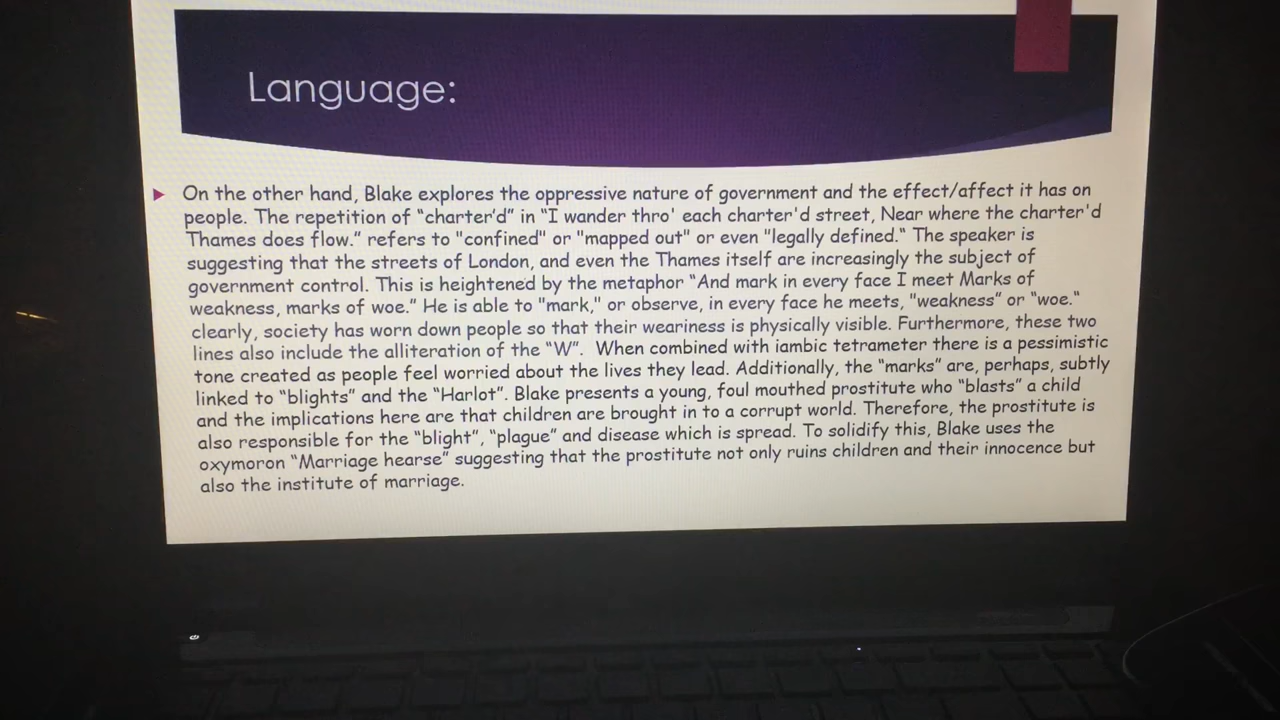 Language:
On the other hand, Blake explores the oppressive nature of government and the effect/affect it has on
people. The repetition of “charter’d” in “I wander thro' each charter'd street, Near where the charter'd
Thames does flow.” refers to "confined" or "mapped out" or even "legally defined.“ The speaker is
suggesting that the streets of London, and even the Thames itself are increasingly the subject of
government control. This is heightened by the metaphor “And mark in every face I meet Marks of
weakness, marks of woe.” He is able to "mark," or observe, in every face he meets, "weakness” or “woe.“
clearly, society has worn down people so that their weariness is physically visible. Furthermore, these two
lines also include the alliteration of the “W”. When combined with iambic tetrameter there is a pessimistic
tone created as people feel worried about the lives they lead. Additionally, the “marks” are, perhaps, subtly
linked to “blights” and the “Harlot”. Blake presents a young, foul mouthed prostitute who “blasts” a child
and the implications here are that children are brought in to a corrupt world. Therefore, the prostitute is
also responsible for the “blight”, “plague” and disease which is spread. To solidify this, Blake uses the
oxymoron “Marriage hearse” suggesting that the prostitute not only ruins children and their innocence but
also the institute of marriage.